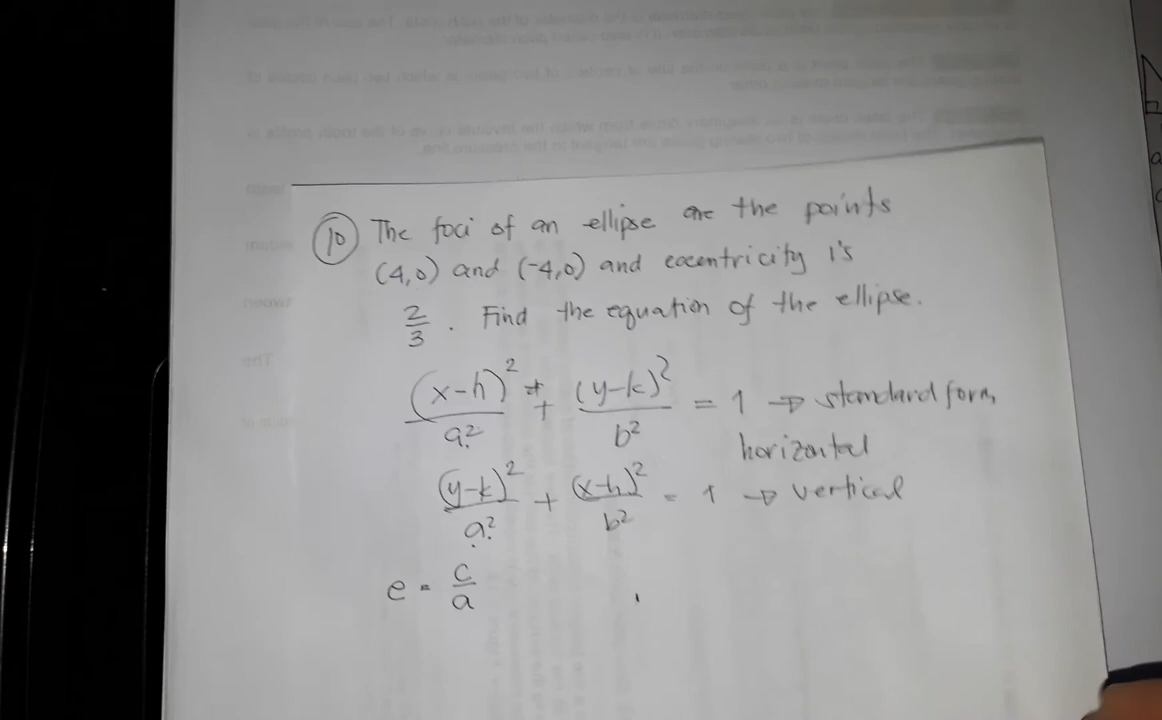 10 The foci of an ellipse are the points
(4,0) and (-4,0) and eccentricity is
2/3. Find the equation of the ellipse.
(x-h)²/a² + (y-k)²/b² = 1 → standard form,
horizontal
(y-k)²/a² + (x-h)²/b² = 1 → vertical
e = c/a